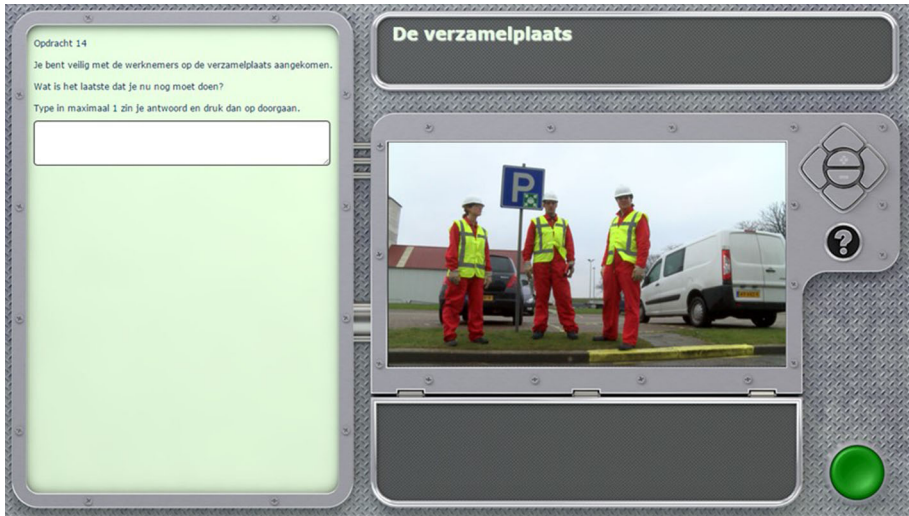 De verzamelplaats
Opdracht 14
Je bent veilig met de werknemers op de verzamelplaats aangekomen.
Wat is het laatste dat je nu nog moet doen?
Type in maximaal 1 zin je antwoord en druk dan op doorgaan.
P
?